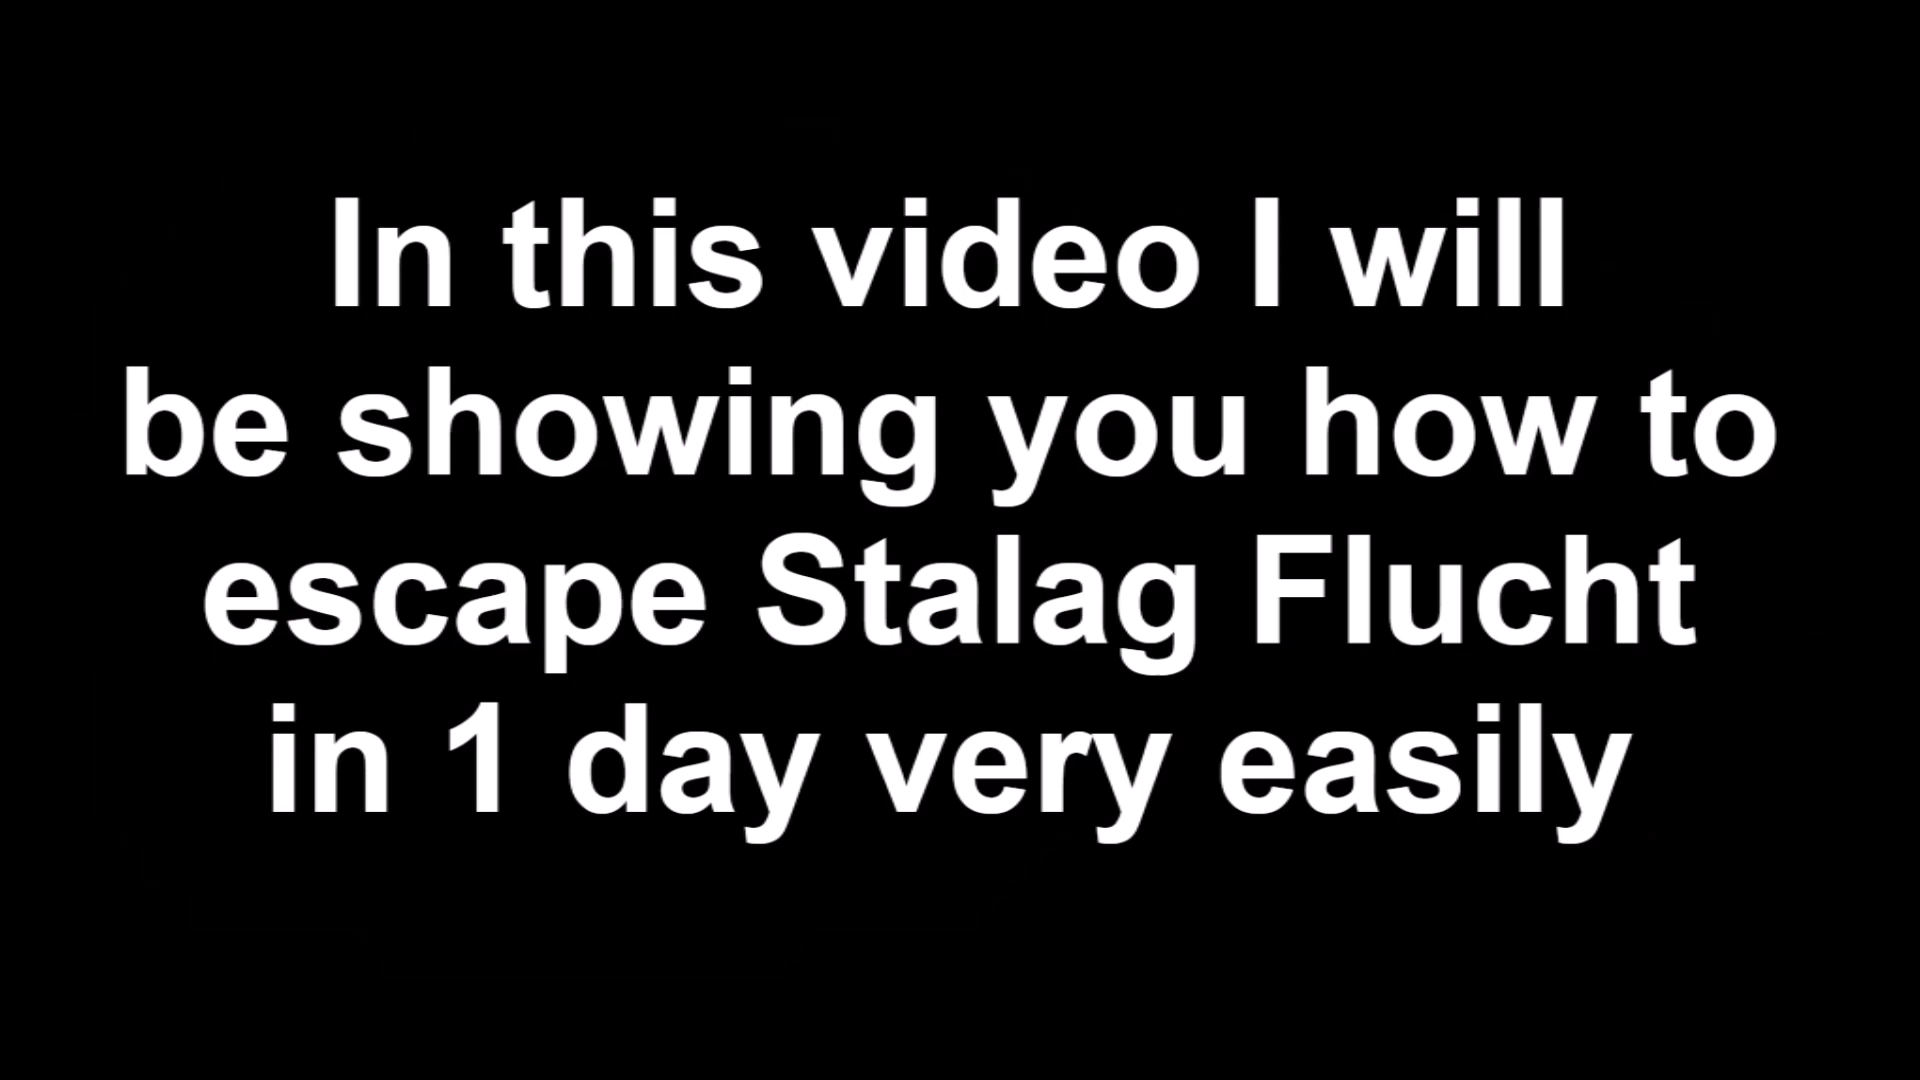 In this video I will
be showing you how to
escape Stalag Flucht
in 1 day very easily